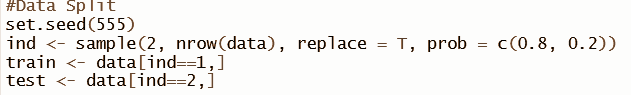 #Data Split
set.seed(555)
ind <- sample(2, nrow(data), replace = T, prob = c(0.8, 0.2))
train <- data[ind==1,]
test <- data[ind==2,]